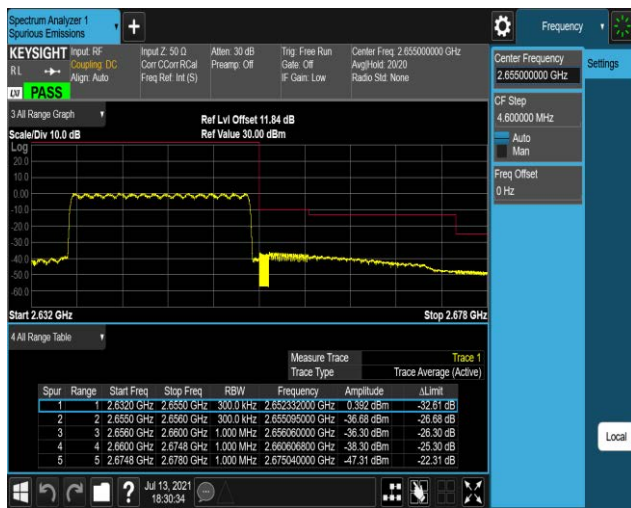 Spectrum Analyzer 1
Spurious Emissions
+
Frequency
KEYSIGHT
RL
Input: RF
Coupling: DC
Align: Auto
Input Z: 50 Ω
Corr CCorr RCal
Freq Ref: Int (S)
Atten: 30 dB
Preamp: Off
Trig: Free Run
Gate: Off
IF Gain: Low
Center Freq: 2.655000000 GHz
Avg|Hold: 20/20
Radio Std: None
LXI PASS
Center Frequency
2.655000000 GHz
Settings
CF Step
4.600000 MHz
Auto
Man
Freq Offset
0 Hz
Local
3 All Range Graph
Scale/Div 10.0 dB
Ref Lvl Offset 11.84 dB
Ref Value 30.00 dBm
Log
20.0
10.0
0.00
-10.0
-20.0
-30.0
-40.0
-50.0
-60.0
Start 2.632 GHz
Stop 2.678 GHz
4 All Range Table
Measure Trace Trace 1
Trace Type Trace Average (Active)
Spur Range Start Freq Stop Freq RBW Frequency Amplitude ΔLimit
1 1 2.6320 GHz 2.6550 GHz 300.0 kHz 2.652332000 GHz 0.392 dBm -32.61 dB
2 2 2.6550 GHz 2.6560 GHz 300.0 kHz 2.655095000 GHz -36.68 dBm -26.68 dB
3 3 2.6560 GHz 2.6600 GHz 1.000 MHz 2.656060000 GHz -36.30 dBm -26.30 dB
4 4 2.6600 GHz 2.6748 GHz 1.000 MHz 2.660606800 GHz -38.30 dBm -25.30 dB
5 5 2.6748 GHz 2.6780 GHz 1.000 MHz 2.675040000 GHz -47.31 dBm -22.31 dB
?
Jul 13, 2021
18:30:34